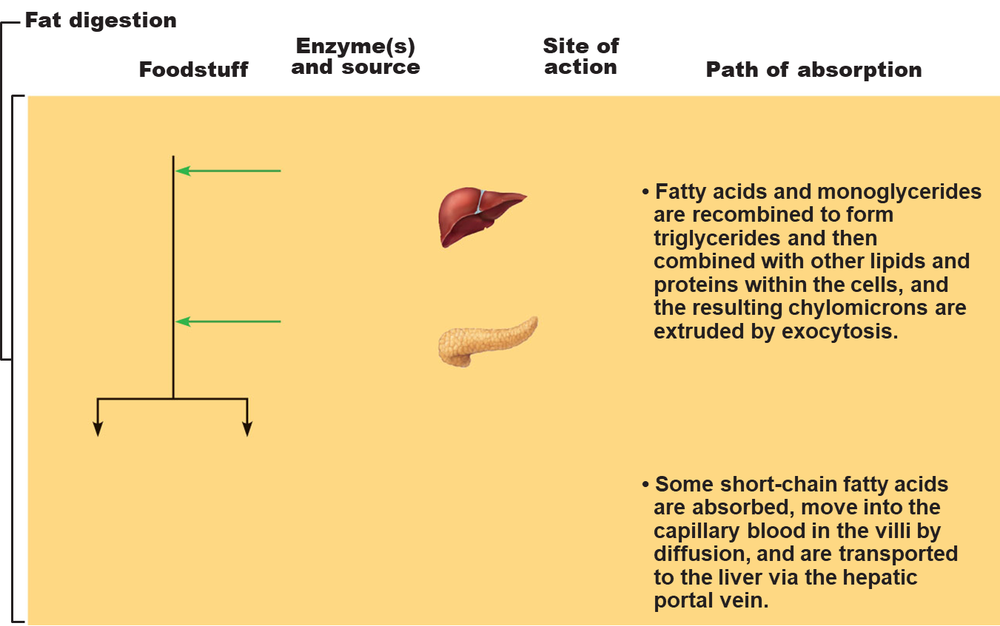 Fat digestion
Foodstuff
Enzyme(s)
and source
Site of
action
Path of absorption
• Fatty acids and monoglycerides
are recombined to form
triglycerides and then
combined with other lipids and
proteins within the cells, and
the resulting chylomicrons are
extruded by exocytosis.
• Some short-chain fatty acids
are absorbed, move into the
capillary blood in the villi by
diffusion, and are transported
to the liver via the hepatic
portal vein.